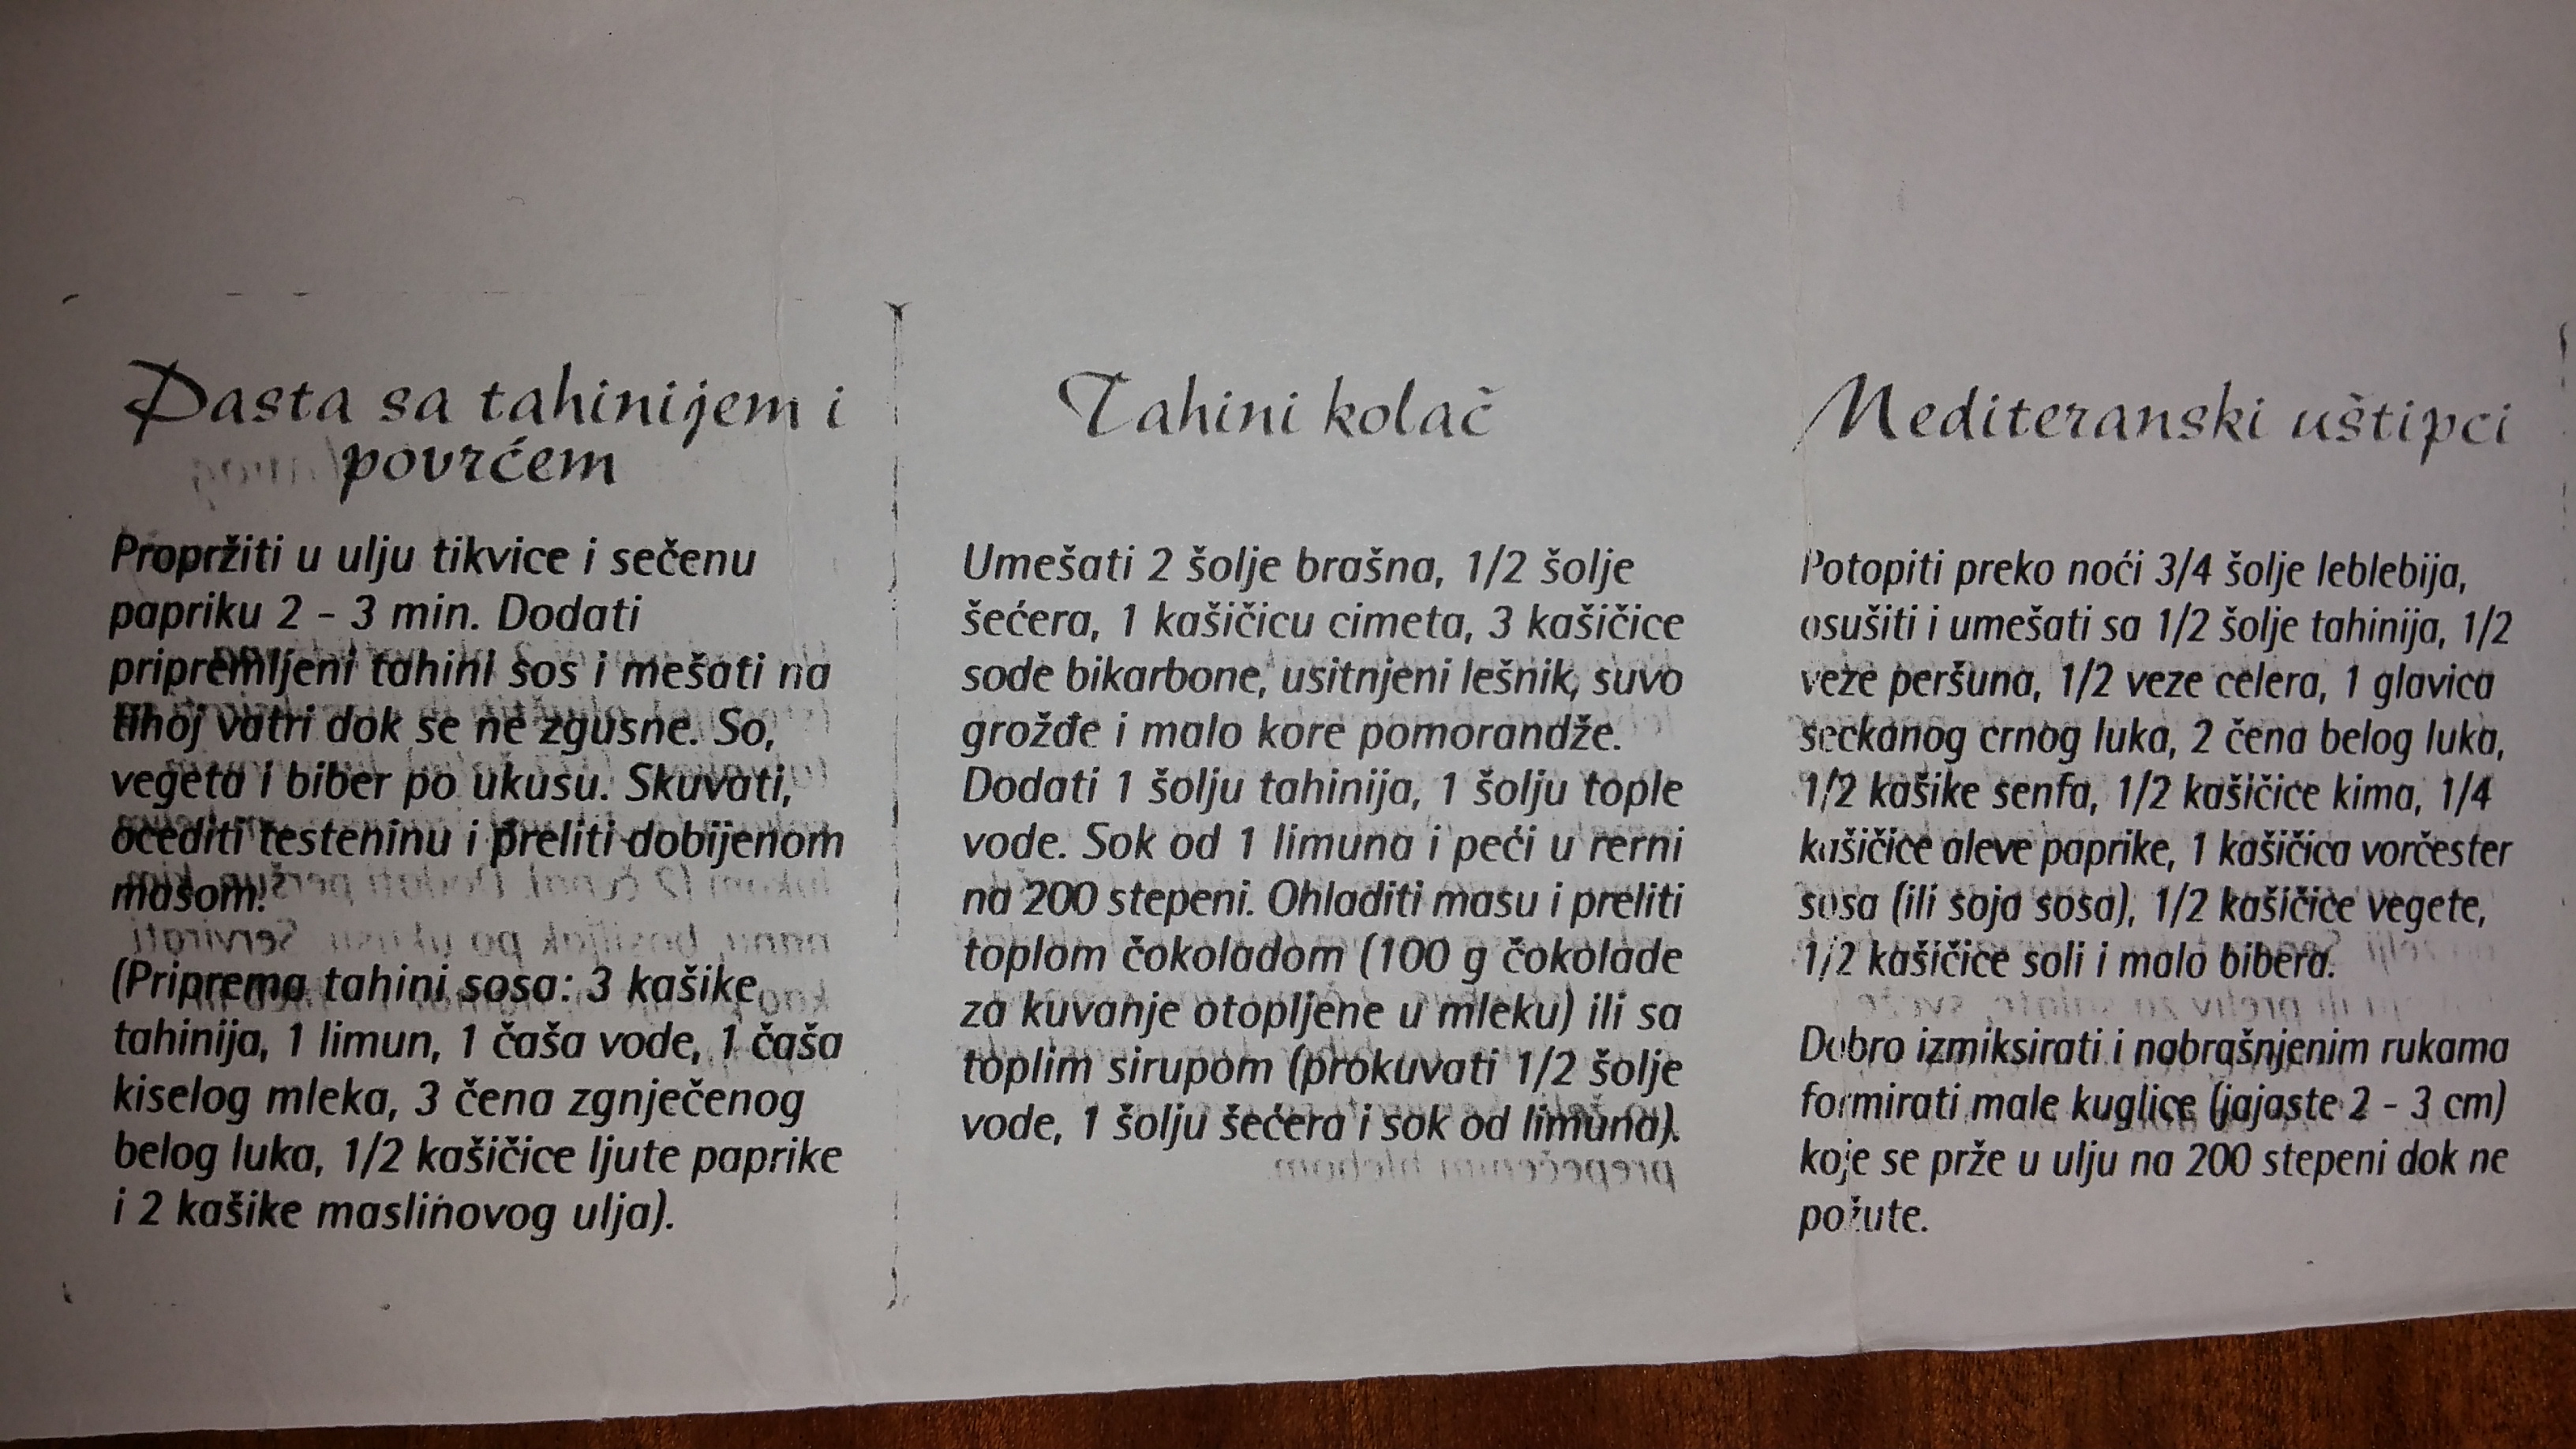 Pasta sa tahinijem i
povrćem
Propržiti u ulju tikvice i sečenu
papriku 2 - 3 min. Dodati
pripremljeni tahini sos i mešati na
tihoj vatri dok se ne zgusne. So,
vegeta i biber po ukusu. Skuvati,
ocediti testeninu i preliti dobijenom
masom.
(Priprema tahini sosa: 3 kašike
tahinija, 1 limun, 1 čaša vode, 1 čaša
kiselog mleka, 3 čena zgnječenog
belog luka, 1/2 kašičice ljute paprike
i 2 kašike maslinovog ulja).
Tahini kolač
Umešati 2 šolje brašna, 1/2 šolje
šećera, 1 kašičicu cimeta, 3 kašičice
sode bikarbone, usitnjeni lešnik, suvo
grožđe i malo kore pomorandže.
Dodati 1 šolju tahinija, 1 šolju tople
vode. Sok od 1 limuna i peći u rerni
na 200 stepeni. Ohladiti masu i preliti
toplom čokoladom (100 g čokolade
za kuvanje otopljene u mleku) ili sa
toplim sirupom (prokuvati 1/2 šolje
vode, 1 šolju šećera i sok od limuna).
Mediteranski uštipci
Potopiti preko noći 3/4 šolje leblebija,
osušiti i umešati sa 1/2 šolje tahinija, 1/2
veze peršuna, 1/2 veze celera, 1 glavica
seckanog crnog luka, 2 čena belog luka,
1/2 kašike senfa, 1/2 kašičice kima, 1/4
kašičice aleve paprike, 1 kašičica vorčester
sosa (ili soja sosa), 1/2 kašičice vegete,
1/2 kašičice soli i malo bibera.
Dobro izmiksirati i nabrašnjenim rukama
formirati male kuglice (jajaste 2 - 3 cm)
koje se prže u ulju na 200 stepeni dok ne
požute.